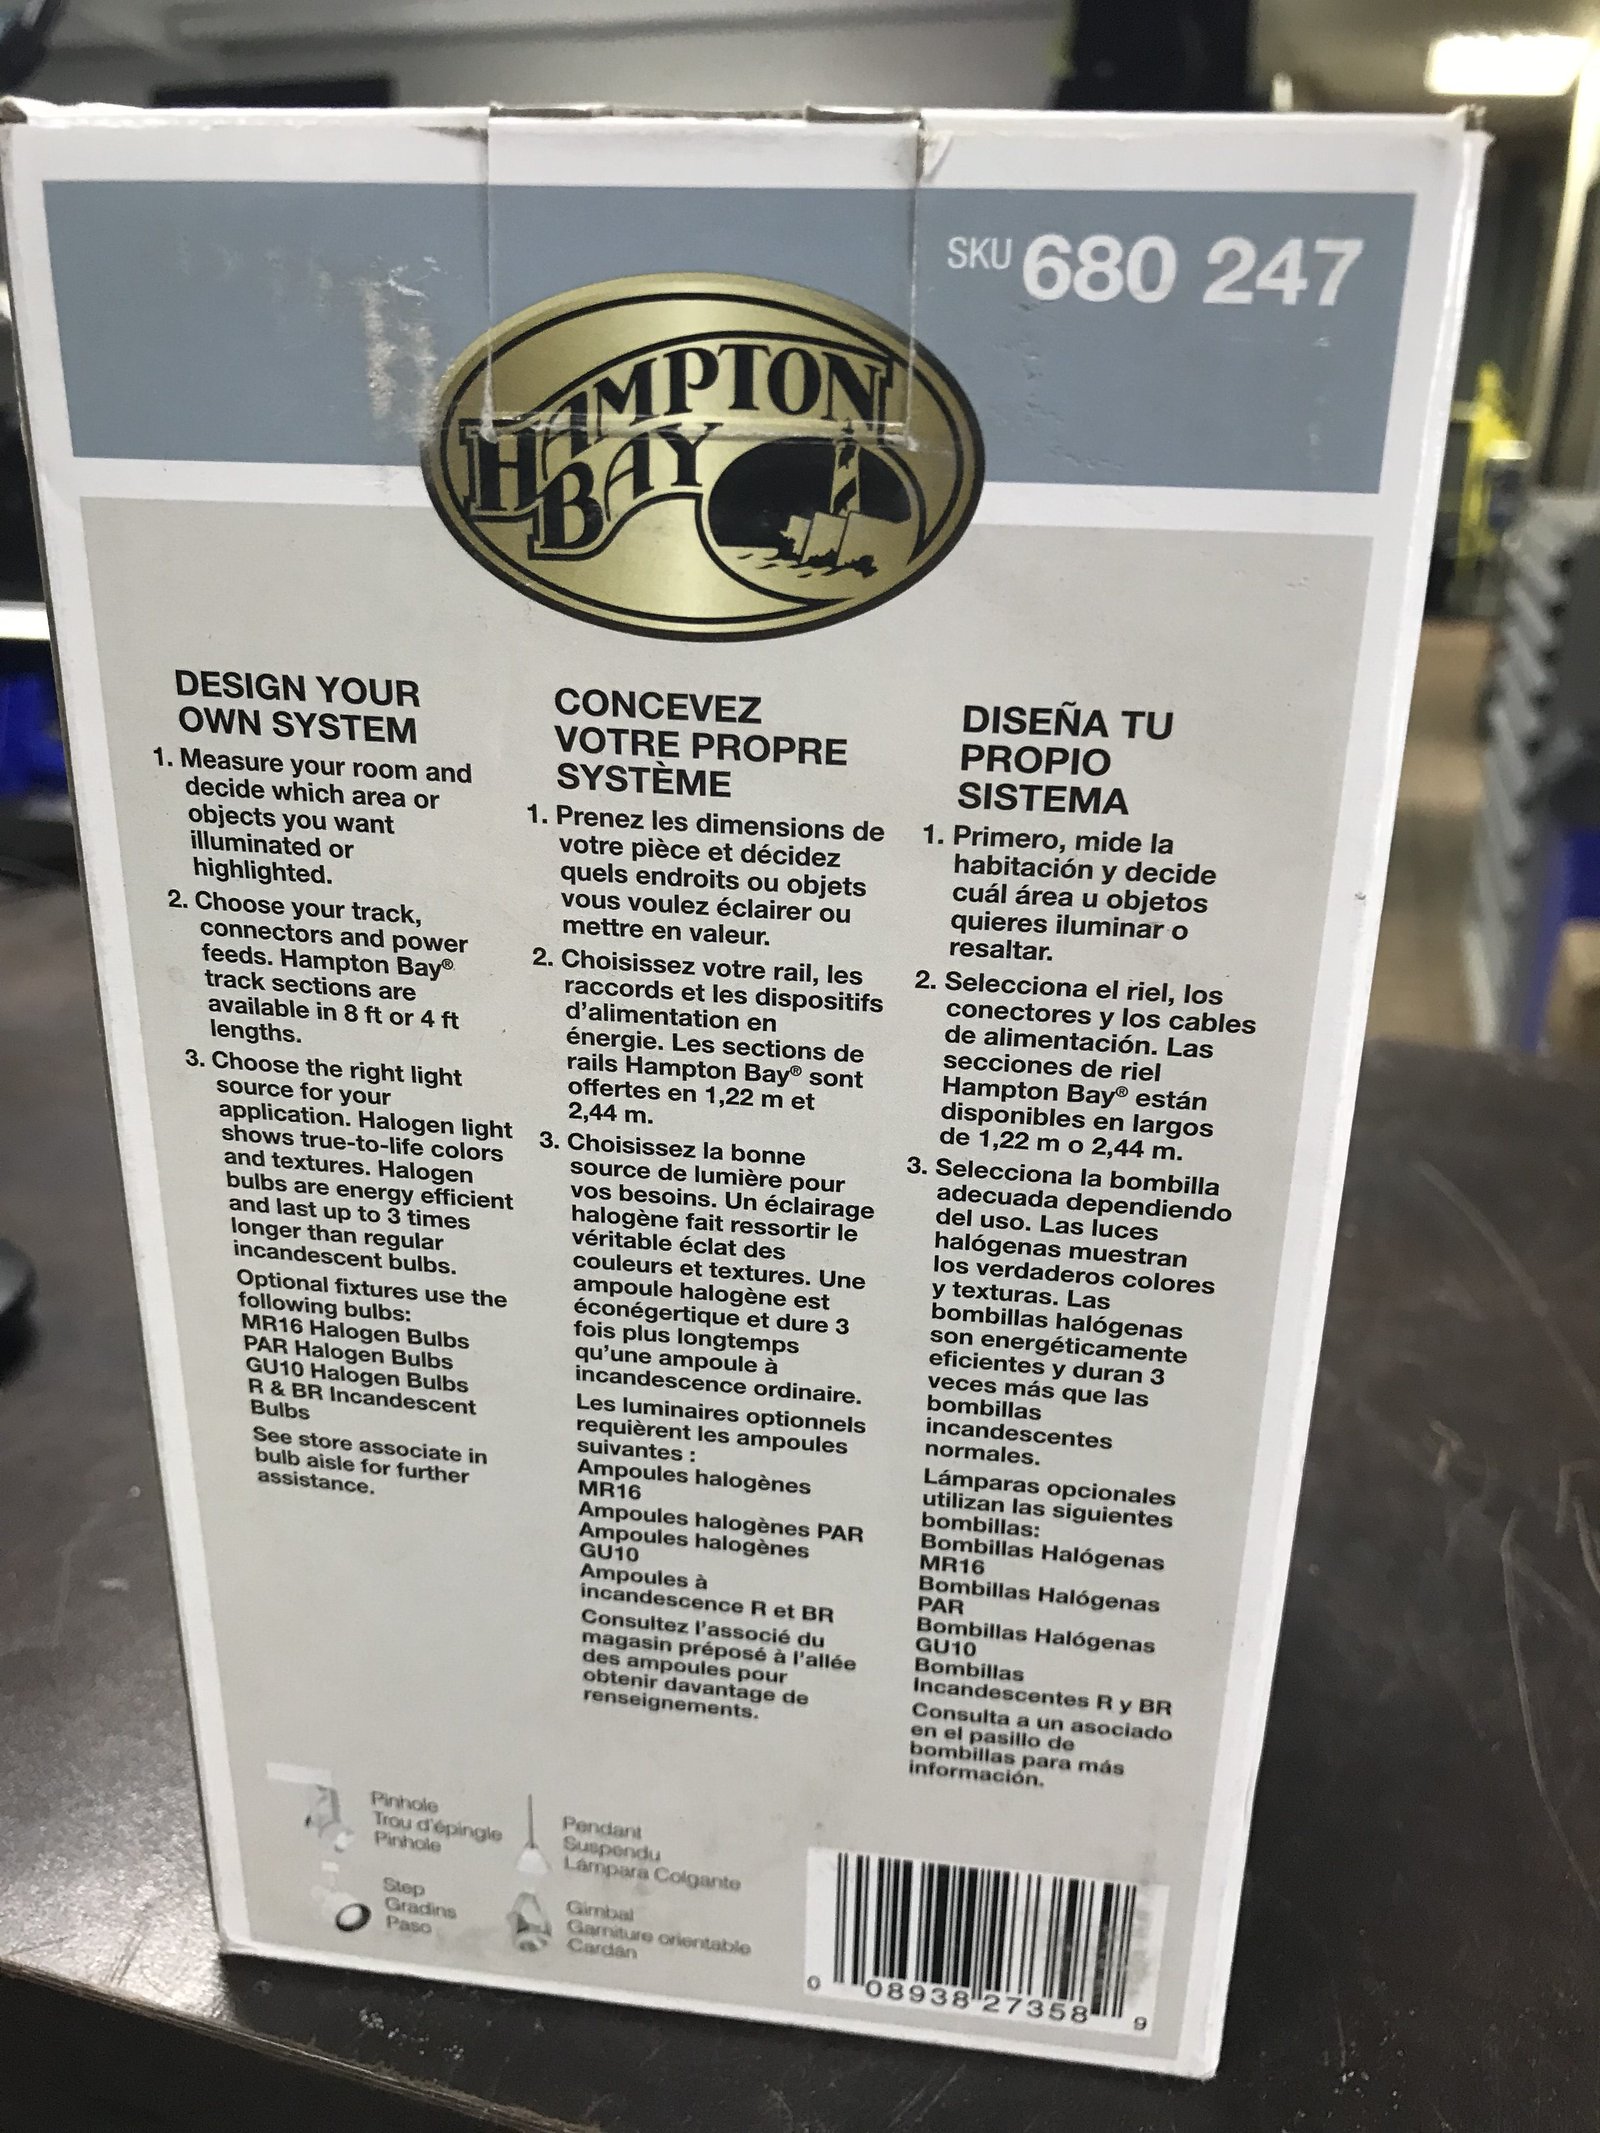 SKU 680 247
HAMPTON
BAY
DESIGN YOUR
OWN SYSTEM
1. Measure your room and
decide which area or
objects you want
illuminated or
highlighted.
2. Choose your track,
connectors and power
feeds. Hampton Bay®
track sections are
available in 8 ft or 4 ft
lengths.
3. Choose the right light
source for your
application. Halogen light
shows true-to-life colors
and textures. Halogen
bulbs are energy efficient
and last up to 3 times
longer than regular
incandescent bulbs.
Optional fixtures use the
following bulbs:
MR16 Halogen Bulbs
PAR Halogen Bulbs
GU10 Halogen Bulbs
R & BR Incandescent
Bulbs
See store associate in
bulb aisle for further
assistance.
CONCEVEZ
VOTRE PROPRE
SYSTÈME
1. Prenez les dimensions de
votre pièce et décidez
quels endroits ou objets
vous voulez éclairer ou
mettre en valeur.
2. Choisissez votre rail, les
raccords et les dispositifs
d'alimentation en
énergie. Les sections de
rails Hampton Bay® sont
offertes en 1,22 m et
2,44 m.
3. Choisissez la bonne
source de lumière pour
vos besoins. Un éclairage
halogène fait ressortir le
véritable éclat des
couleurs et textures. Une
ampoule halogène est
éconégertique et dure 3
fois plus longtemps
qu'une ampoule à
incandescence ordinaire.
Les luminaires optionnels
requièrent les ampoules
suivantes :
Ampoules halogènes
MR16
Ampoules halogènes PAR
Ampoules halogènes
GU10
Ampoules à
incandescence R et BR
Consultez l'associé du
magasin préposé à l'allée
des ampoules pour
obtenir davantage de
renseignements.
DISEÑA TU
PROPIO
SISTEMA
1. Primero, mide la
habitación y decide
cuál área u objetos
quieres iluminar o
resaltar.
2. Selecciona el riel, los
conectores y los cables
de alimentación. Las
secciones de riel
Hampton Bay® están
disponibles en largos
de 1,22 m o 2,44 m.
3. Selecciona la bombilla
adecuada dependiendo
del uso. Las luces
halógenas muestran
los verdaderos colores
y texturas. Las
bombillas halógenas
son energéticamente
eficientes y duran 3
veces más que las
bombillas
incandescentes
normales.
Lámparas opcionales
utilizan las siguientes
bombillas:
Bombillas Halógenas
MR16
Bombillas Halógenas
PAR
Bombillas Halógenas
GU10
Bombillas
Incandescentes R y BR
Consulta a un asociado
en el pasillo de
bombillas para más
información.
Pinhole
Trou d'épingle
Pinhole
Step
Gradins
Paso
Pendant
Suspendu
Lámpara Colgante
Gimbal
Garniture orientable
Cardán
0 08938 27358 9